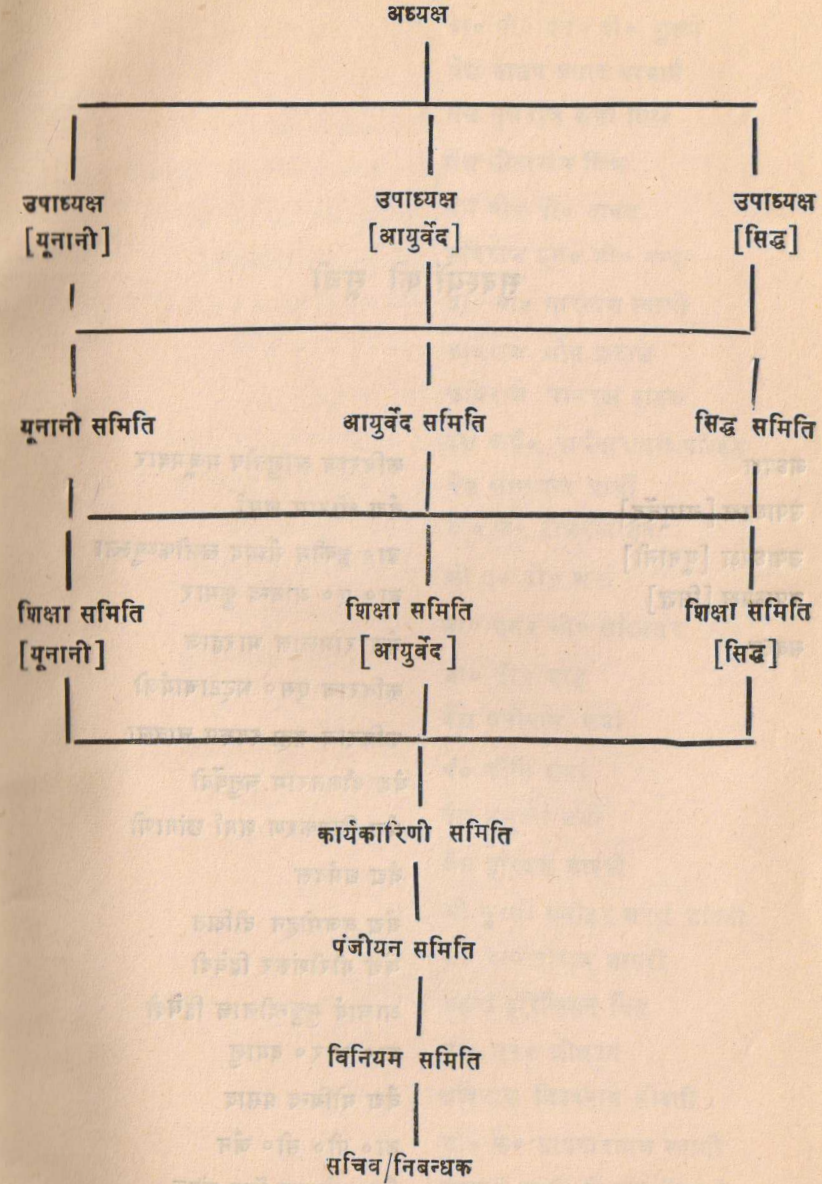 अध्यक्ष
उपाध्यक्ष
[यूनानी]
उपाध्यक्ष
[आयुर्वेद]
उपाध्यक्ष
[सिद्ध]
यूनानी समिति
आयुर्वेद समिति
सिद्ध समिति
शिक्षा समिति
[यूनानी]
शिक्षा समिति
[आयुर्वेद]
शिक्षा समिति
[सिद्ध]
कार्यकारिणी समिति
पंजीयन समिति
विनियम समिति
सचिव/निबन्धक